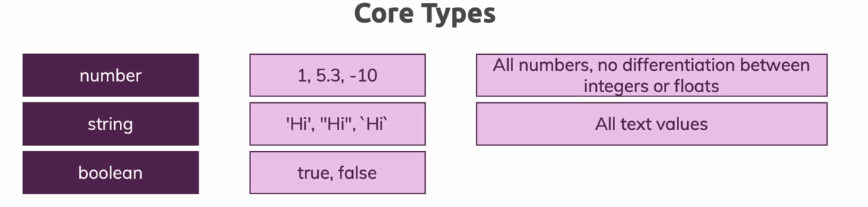 Core Types
number
1, 5.3, -10
All numbers, no differentiation between
integers or floats
string
'Hi', "Hi", `Hi`
All text values
boolean
true, false